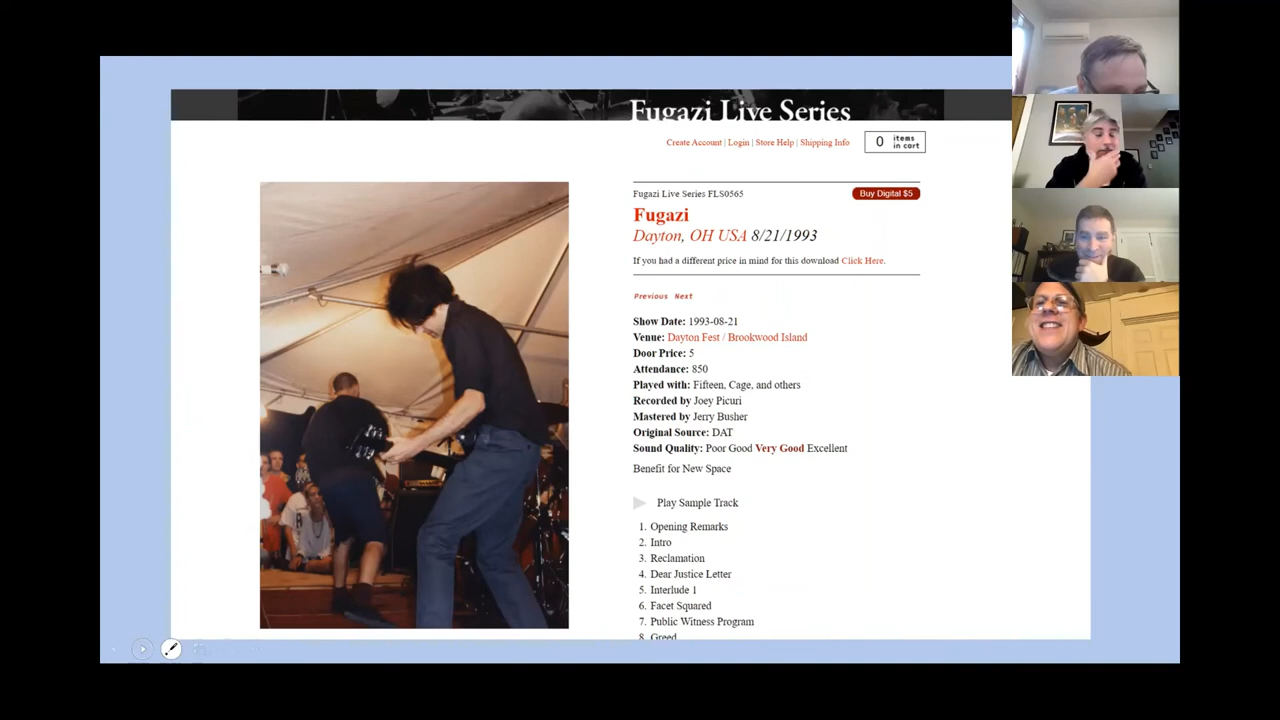 Fugazi Live Series
Create Account | Login | Store Help | Shipping Info
0 items in cart
Fugazi Live Series FLS0565
Buy Digital $5
Fugazi
Dayton, OH USA 8/21/1993
If you had a different price in mind for this download Click Here.
Previous Next
Show Date: 1993-08-21
Venue: Dayton Fest / Brookwood Island
Door Price: 5
Attendance: 850
Played with: Fifteen, Cage, and others
Recorded by Joey Picuri
Mastered by Jerry Busher
Original Source: DAT
Sound Quality: Poor Good Very Good Excellent
Benefit for New Space
Play Sample Track
1. Opening Remarks
2. Intro
3. Reclamation
4. Dear Justice Letter
5. Interlude 1
6. Facet Squared
7. Public Witness Program
8. Greed